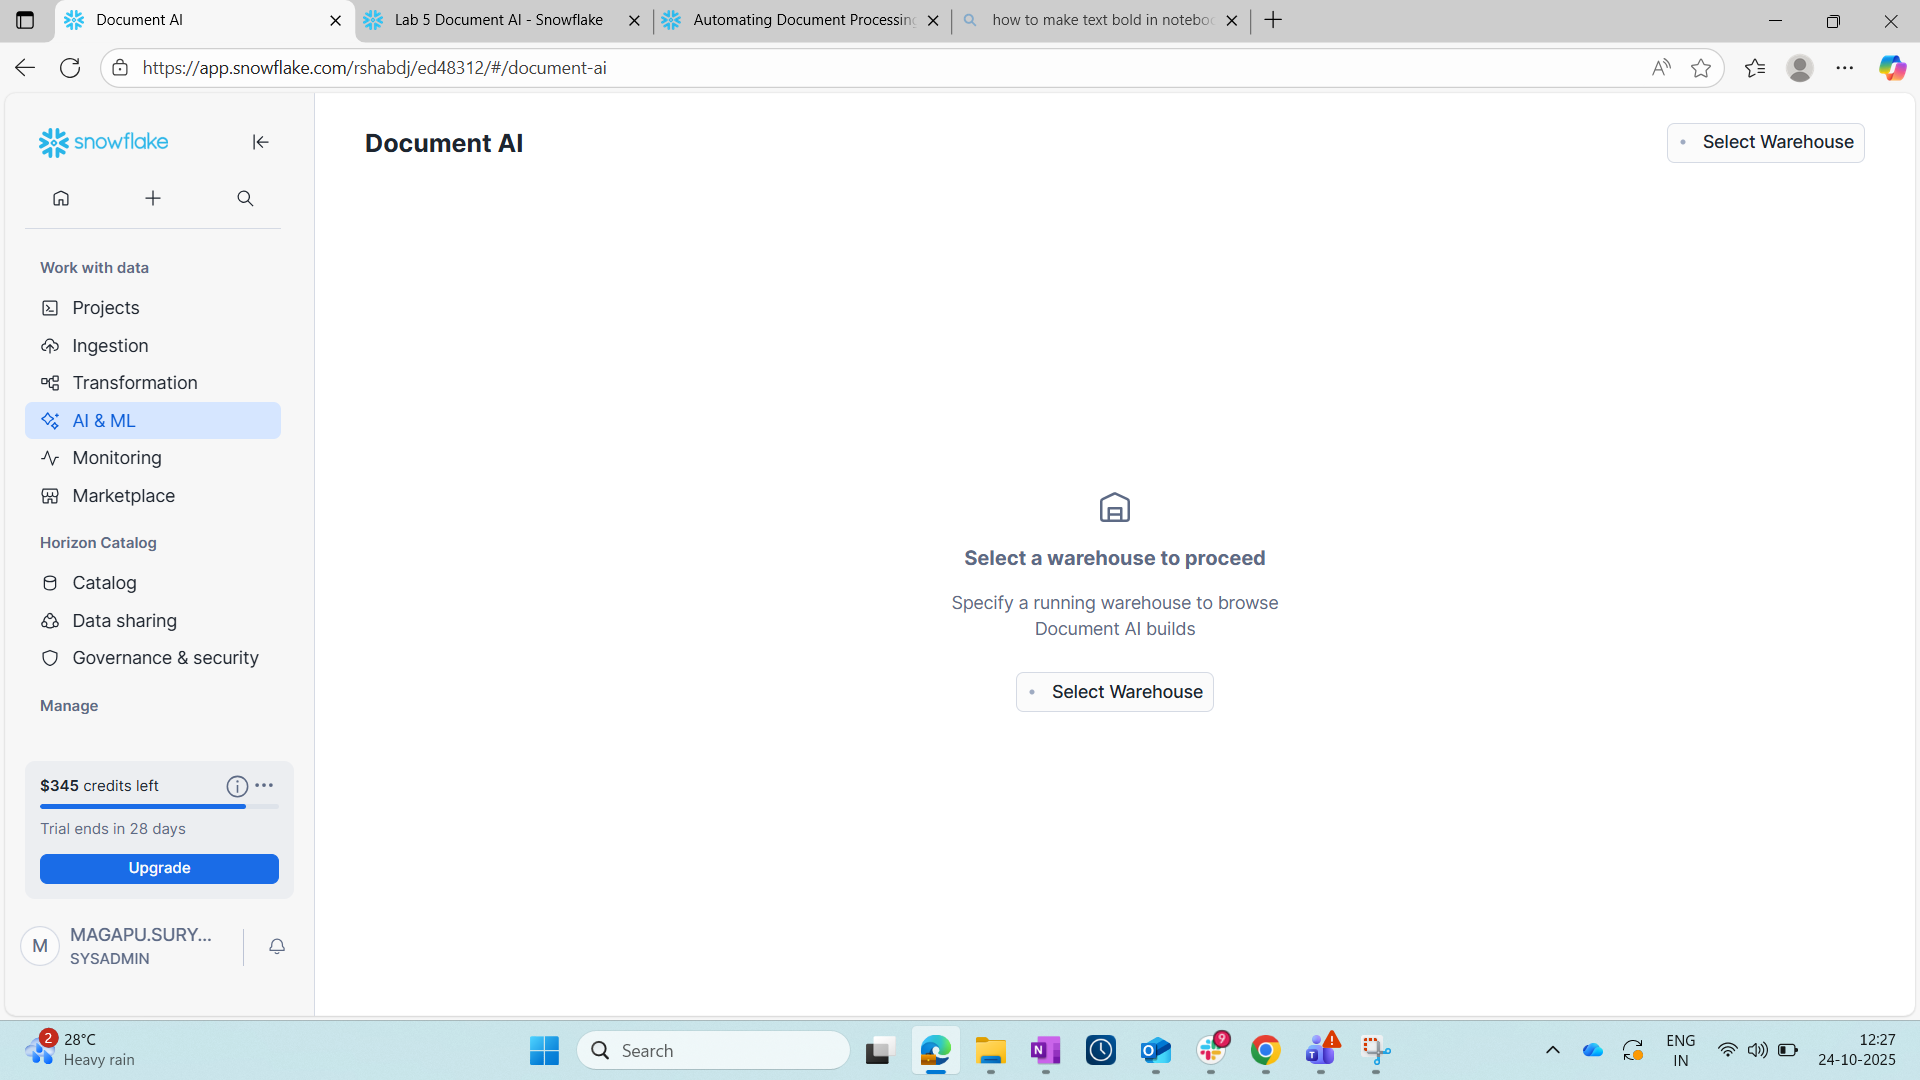 Document AI
Lab 5 Document AI - Snowflake
Automating Document Processing
how to make text bold in noteboo
https://app.snowflake.com/rshabdj/ed48312/#/document-ai
snowflake
Document AI
Select Warehouse
Work with data
Projects
Ingestion
Transformation
AI & ML
Monitoring
Marketplace
Horizon Catalog
Catalog
Data sharing
Governance & security
Manage
Select a warehouse to proceed
Specify a running warehouse to browse
Document AI builds
Select Warehouse
$345 credits left
Trial ends in 28 days
Upgrade
M
MAGAPU.SURY...
SYSADMIN
2
28°C
Heavy rain
Search
9
ENG
IN
12:27
24-10-2025